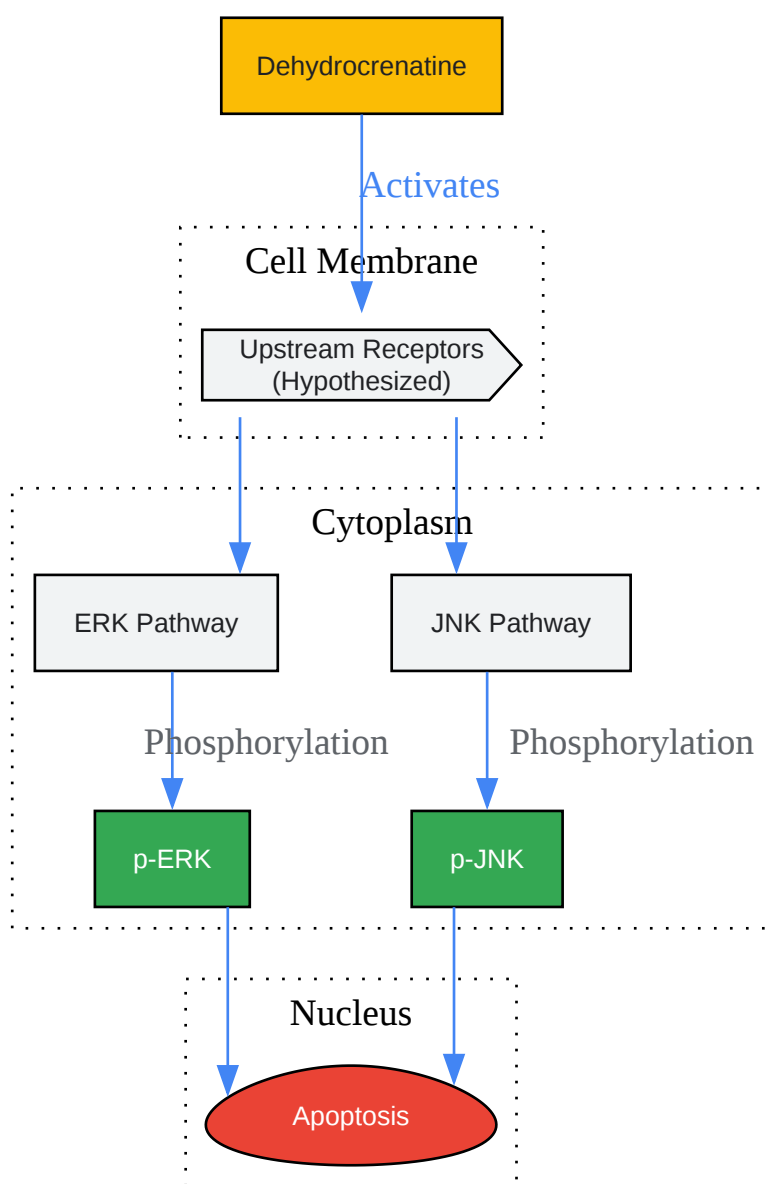 Dehydrocrenatine
Activates
Cell Membrane
Upstream Receptors
(Hypothesized)
Cytoplasm
ERK Pathway
JNK Pathway
Phosphorylation
Phosphorylation
p-ERK
p-JNK
Nucleus
Apoptosis